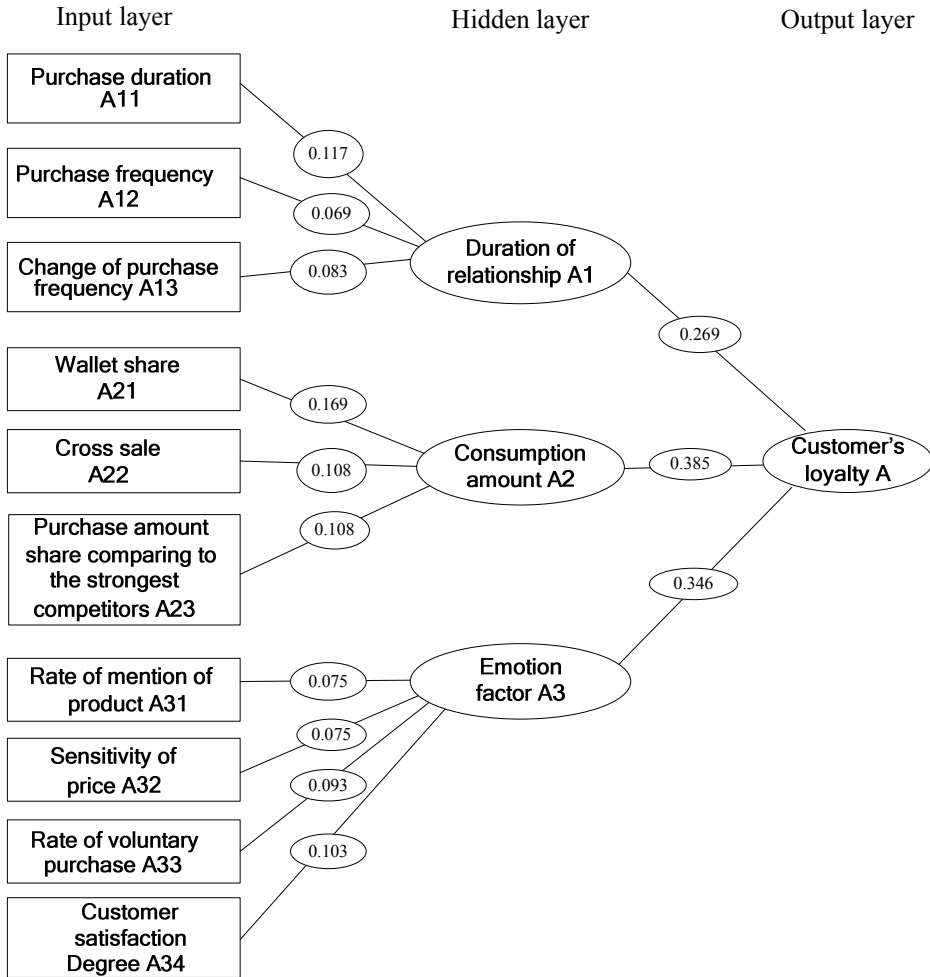 Input layer
Hidden layer
Output layer
Purchase duration
A11
0.117
Purchase frequency
A12
0.069
Change of purchase
frequency A13
0.083
Duration of
relationship A1
0.269
Wallet share
A21
0.169
Cross sale
A22
0.108
Purchase amount
share comparing to
the strongest
competitors A23
0.108
Consumption
amount A2
0.385
Customer's
loyalty A
Rate of mention of
product A31
0.075
Sensitivity of
price A32
0.075
Rate of voluntary
purchase A33
0.093
Customer
satisfaction
Degree A34
0.103
Emotion
factor A3
0.346